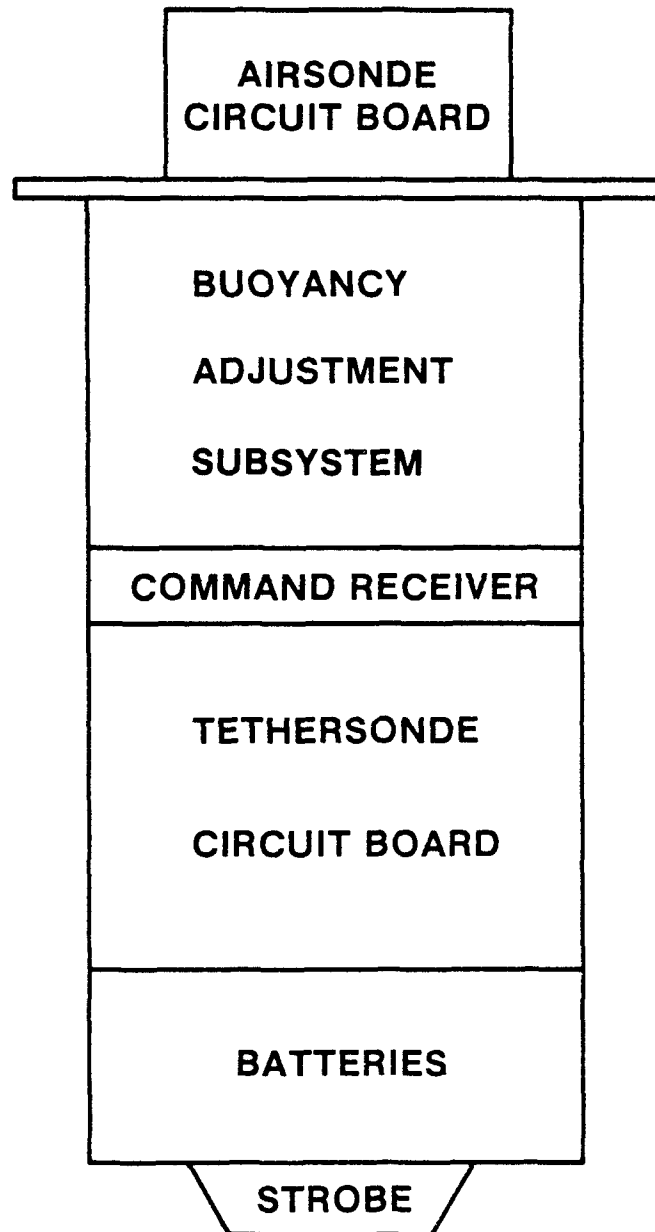 AIRSONDE
CIRCUIT BOARD
BUOYANCY
ADJUSTMENT
SUBSYSTEM
COMMAND RECEIVER
TETHERSONDE
CIRCUIT BOARD
BATTERIES
STROBE